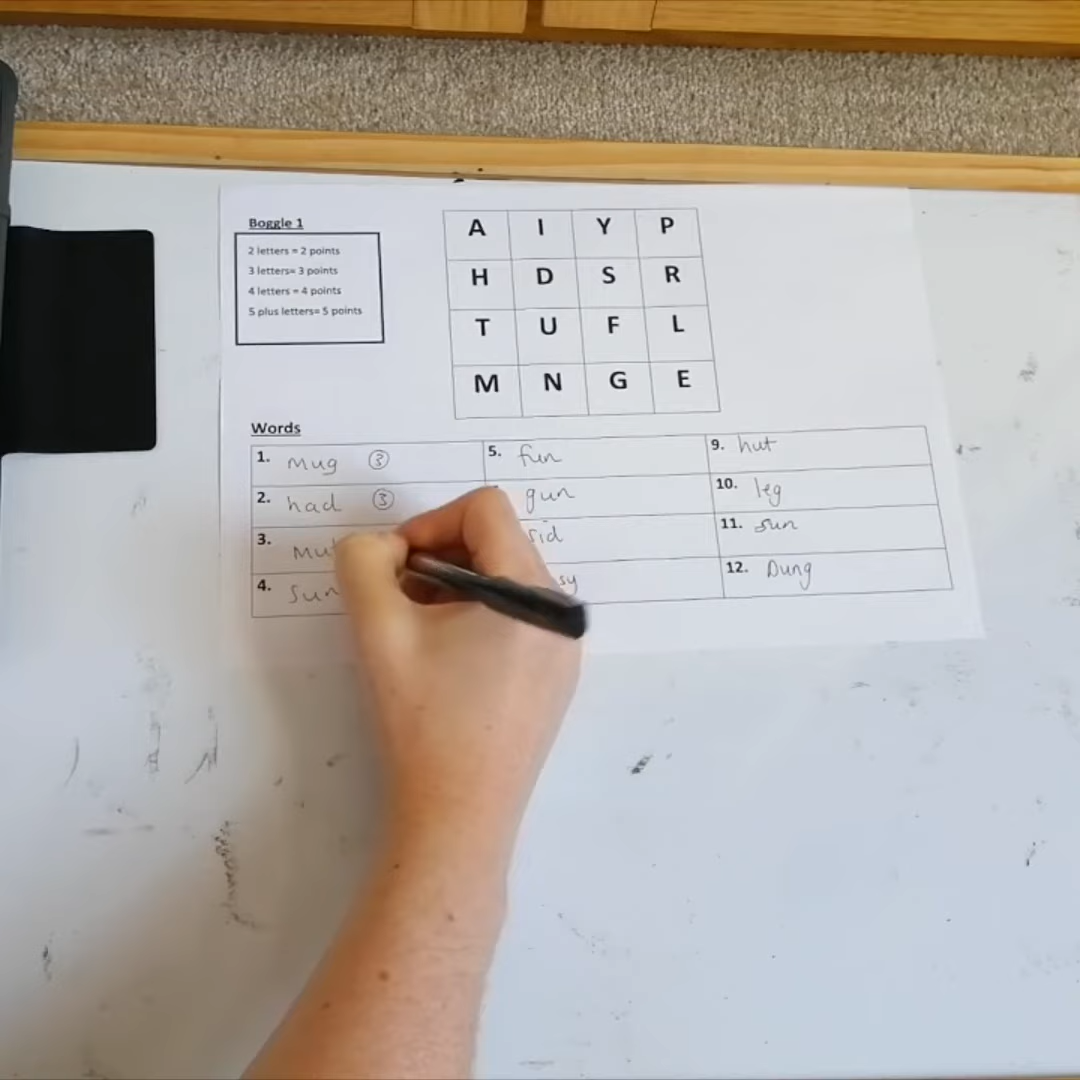 Boggle 1
2 letters = 2 points
3 letters= 3 points
4 letters = 4 points
5 plus letters= 5 points
A I Y P
H D S R
T U F L
M N G E
Words
1. mug ③ 5. fun 9. hut
2. had ③ gun 10. leg
3. sid 11. sun
4. 12. Dung